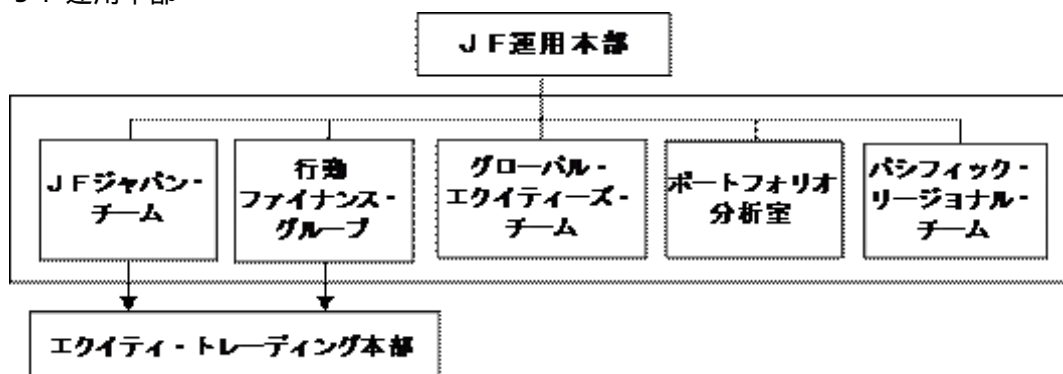 ＪＦ運用本部
ＪＦジャパン・
チーム
行動
ファイナンス・
グループ
グローバル・
エクイティーズ・
チーム
ポートフォリオ
分析室
パシフィック・
リージョナル・
チーム
エクイティ・トレーディング本部